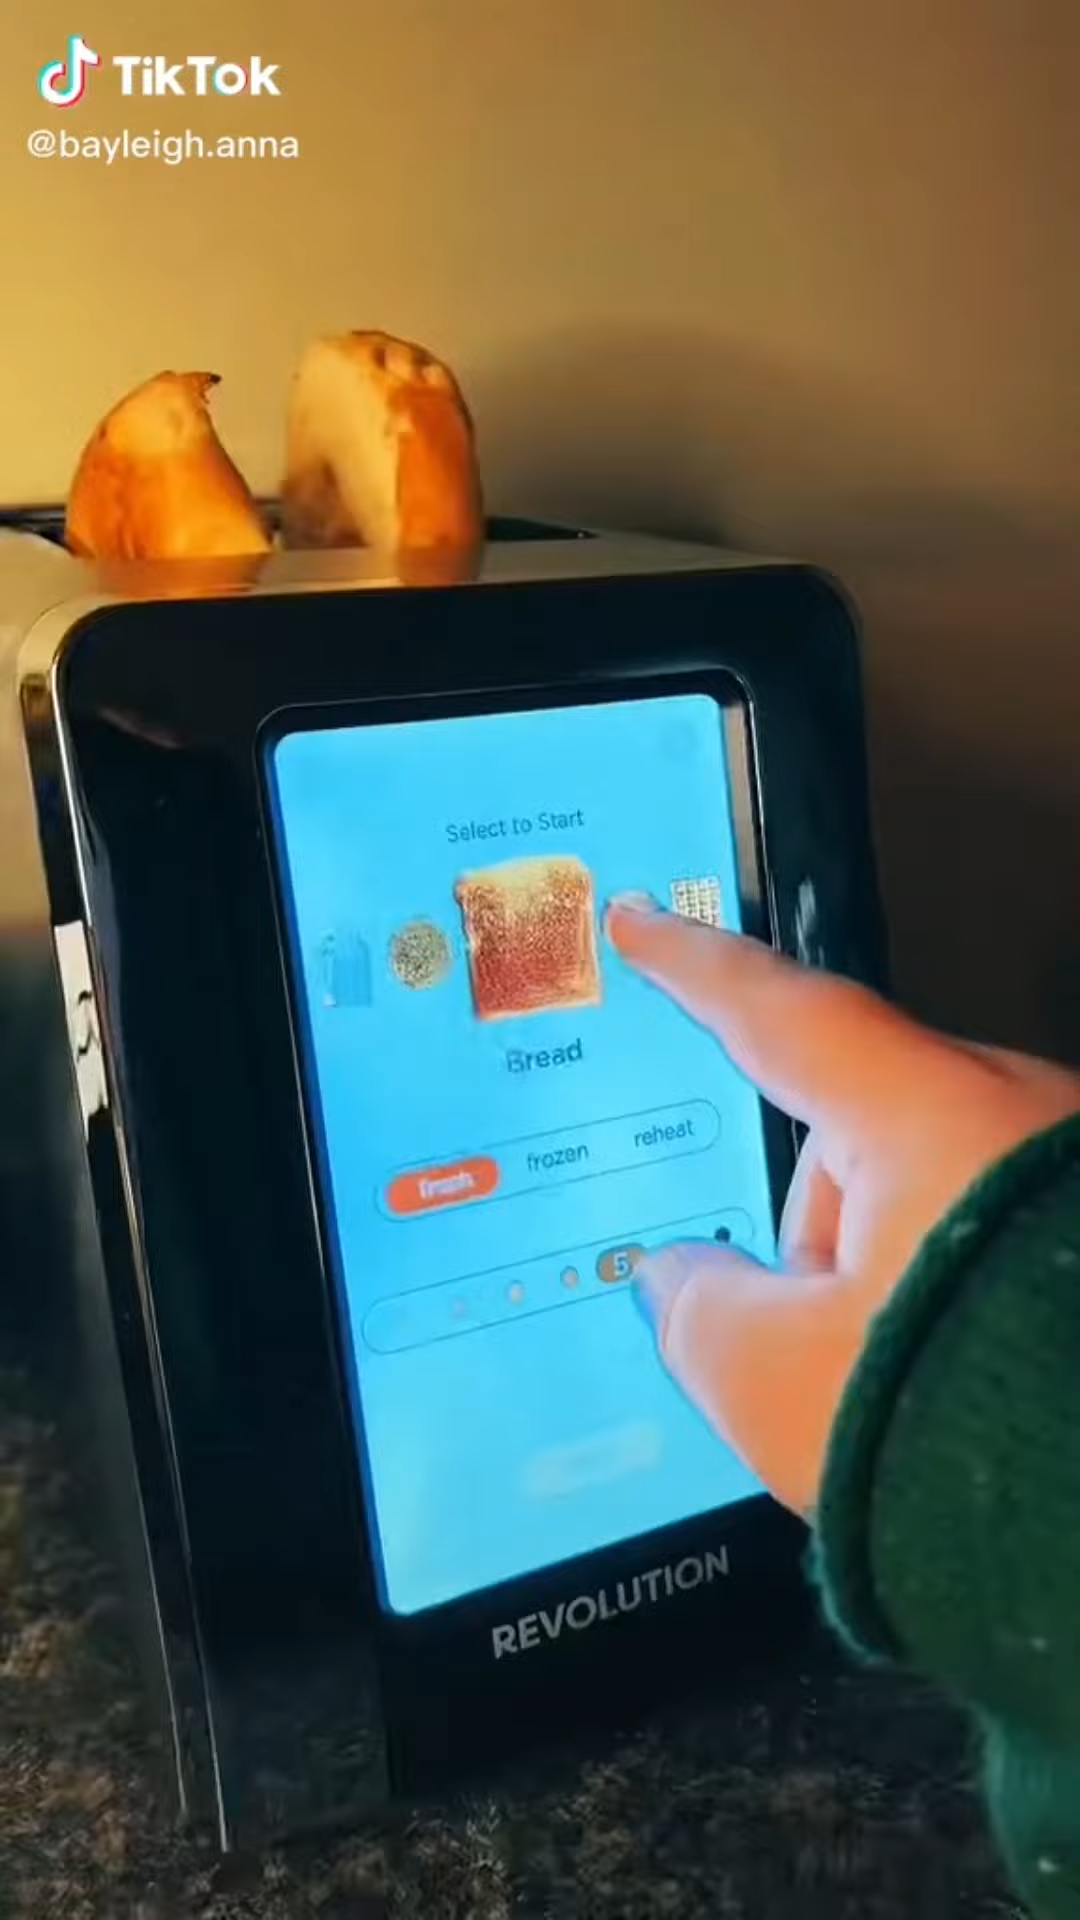 TikTok
@bayleigh.anna
Select to Start
Bread
fresh frozen reheat
5
REVOLUTION